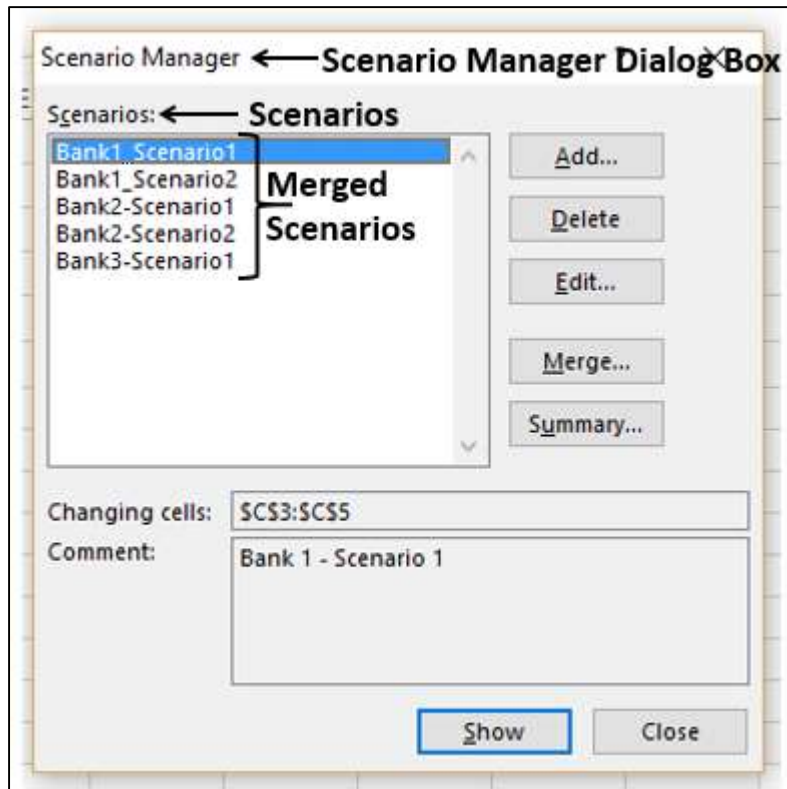 Scenario Manager Scenario Manager Dialog Box
Scenarios: Scenarios
Bank1_Scenario1
Bank1_Scenario2
Bank2-Scenario1
Bank2-Scenario2
Bank3-Scenario1
Merged
Scenarios
Add...
Delete
Edit...
Merge...
Summary...
Changing cells: $C$3:$C$5
Comment: Bank 1 - Scenario 1
Show Close